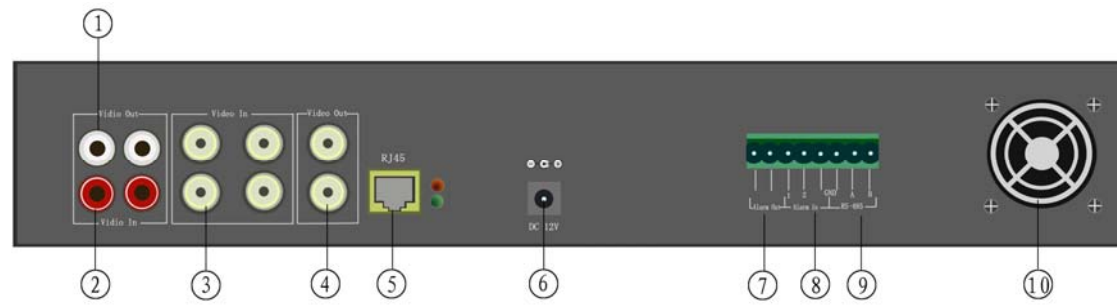 1
Vidio Out
Video In
Video Out
RJ45
DC 12V
1 2 GND A B
Alarm Out Alarm In RS-485
Vidio In
2 3 4 5 6 7 8 9 10